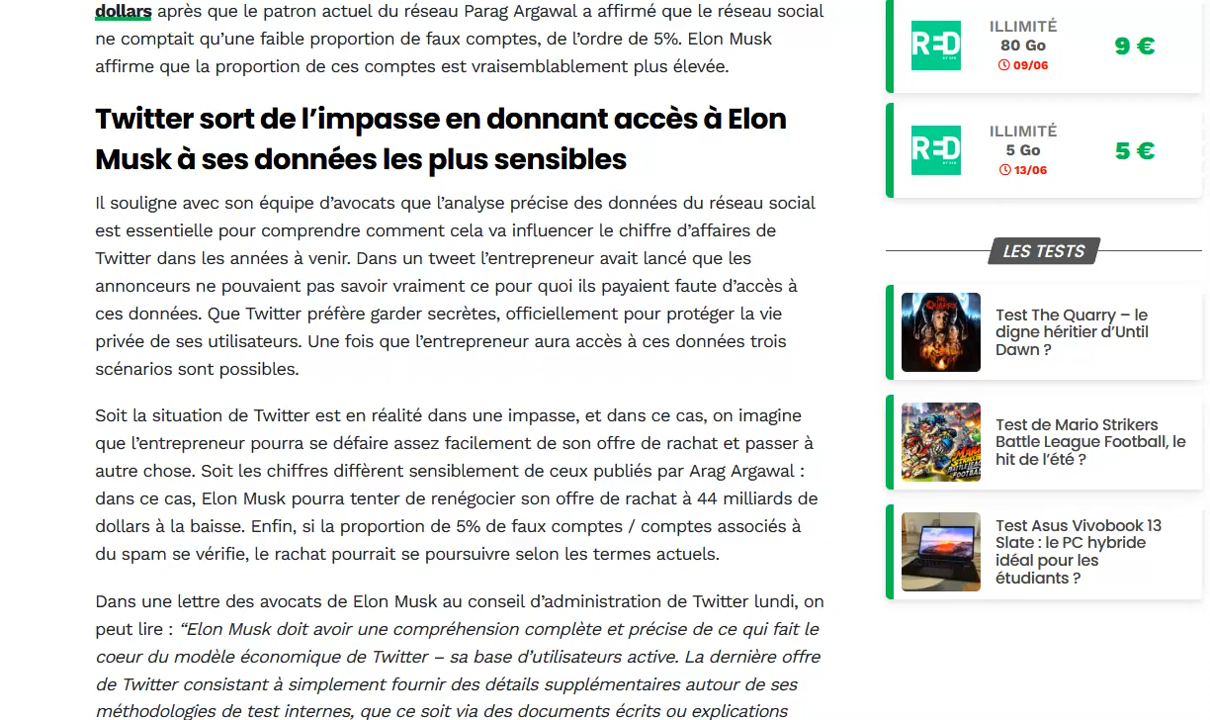 dollars après que le patron actuel du réseau Parag Argawal a affirmé que le réseau social
ne comptait qu’une faible proportion de faux comptes, de l’ordre de 5%. Elon Musk
affirme que la proportion de ces comptes est vraisemblablement plus élevée.
Twitter sort de l’impasse en donnant accès à Elon
Musk à ses données les plus sensibles
Il souligne avec son équipe d’avocats que l’analyse précise des données du réseau social
est essentielle pour comprendre comment cela va influencer le chiffre d’affaires de
Twitter dans les années à venir. Dans un tweet l’entrepreneur avait lancé que les
annonceurs ne pouvaient pas savoir vraiment ce pour quoi ils payaient faute d’accès à
ces données. Que Twitter préfère garder secrètes, officiellement pour protéger la vie
privée de ses utilisateurs. Une fois que l’entrepreneur aura accès à ces données trois
scénarios sont possibles.
Soit la situation de Twitter est en réalité dans une impasse, et dans ce cas, on imagine
que l’entrepreneur pourra se défaire assez facilement de son offre de rachat et passer à
autre chose. Soit les chiffres diffèrent sensiblement de ceux publiés par Arag Argawal :
dans ce cas, Elon Musk pourra tenter de renégocier son offre de rachat à 44 milliards de
dollars à la baisse. Enfin, si la proportion de 5% de faux comptes / comptes associés à
du spam se vérifie, le rachat pourrait se poursuivre selon les termes actuels.
Dans une lettre des avocats de Elon Musk au conseil d’administration de Twitter lundi, on
peut lire : “Elon Musk doit avoir une compréhension complète et précise de ce qui fait le
coeur du modèle économique de Twitter – sa base d’utilisateurs active. La dernière offre
de Twitter consistant à simplement fournir des détails supplémentaires autour de ses
méthodologies de test internes, que ce soit via des documents écrits ou explications
RED
ILLIMITÉ
80 Go
09/06
9 €
RED
ILLIMITÉ
5 Go
13/06
5 €
LES TESTS
Test The Quarry – le
digne héritier d’Until
Dawn ?
Test de Mario Strikers
Battle League Football, le
hit de l’été ?
Test Asus Vivobook 13
Slate : le PC hybride
idéal pour les
étudiants ?